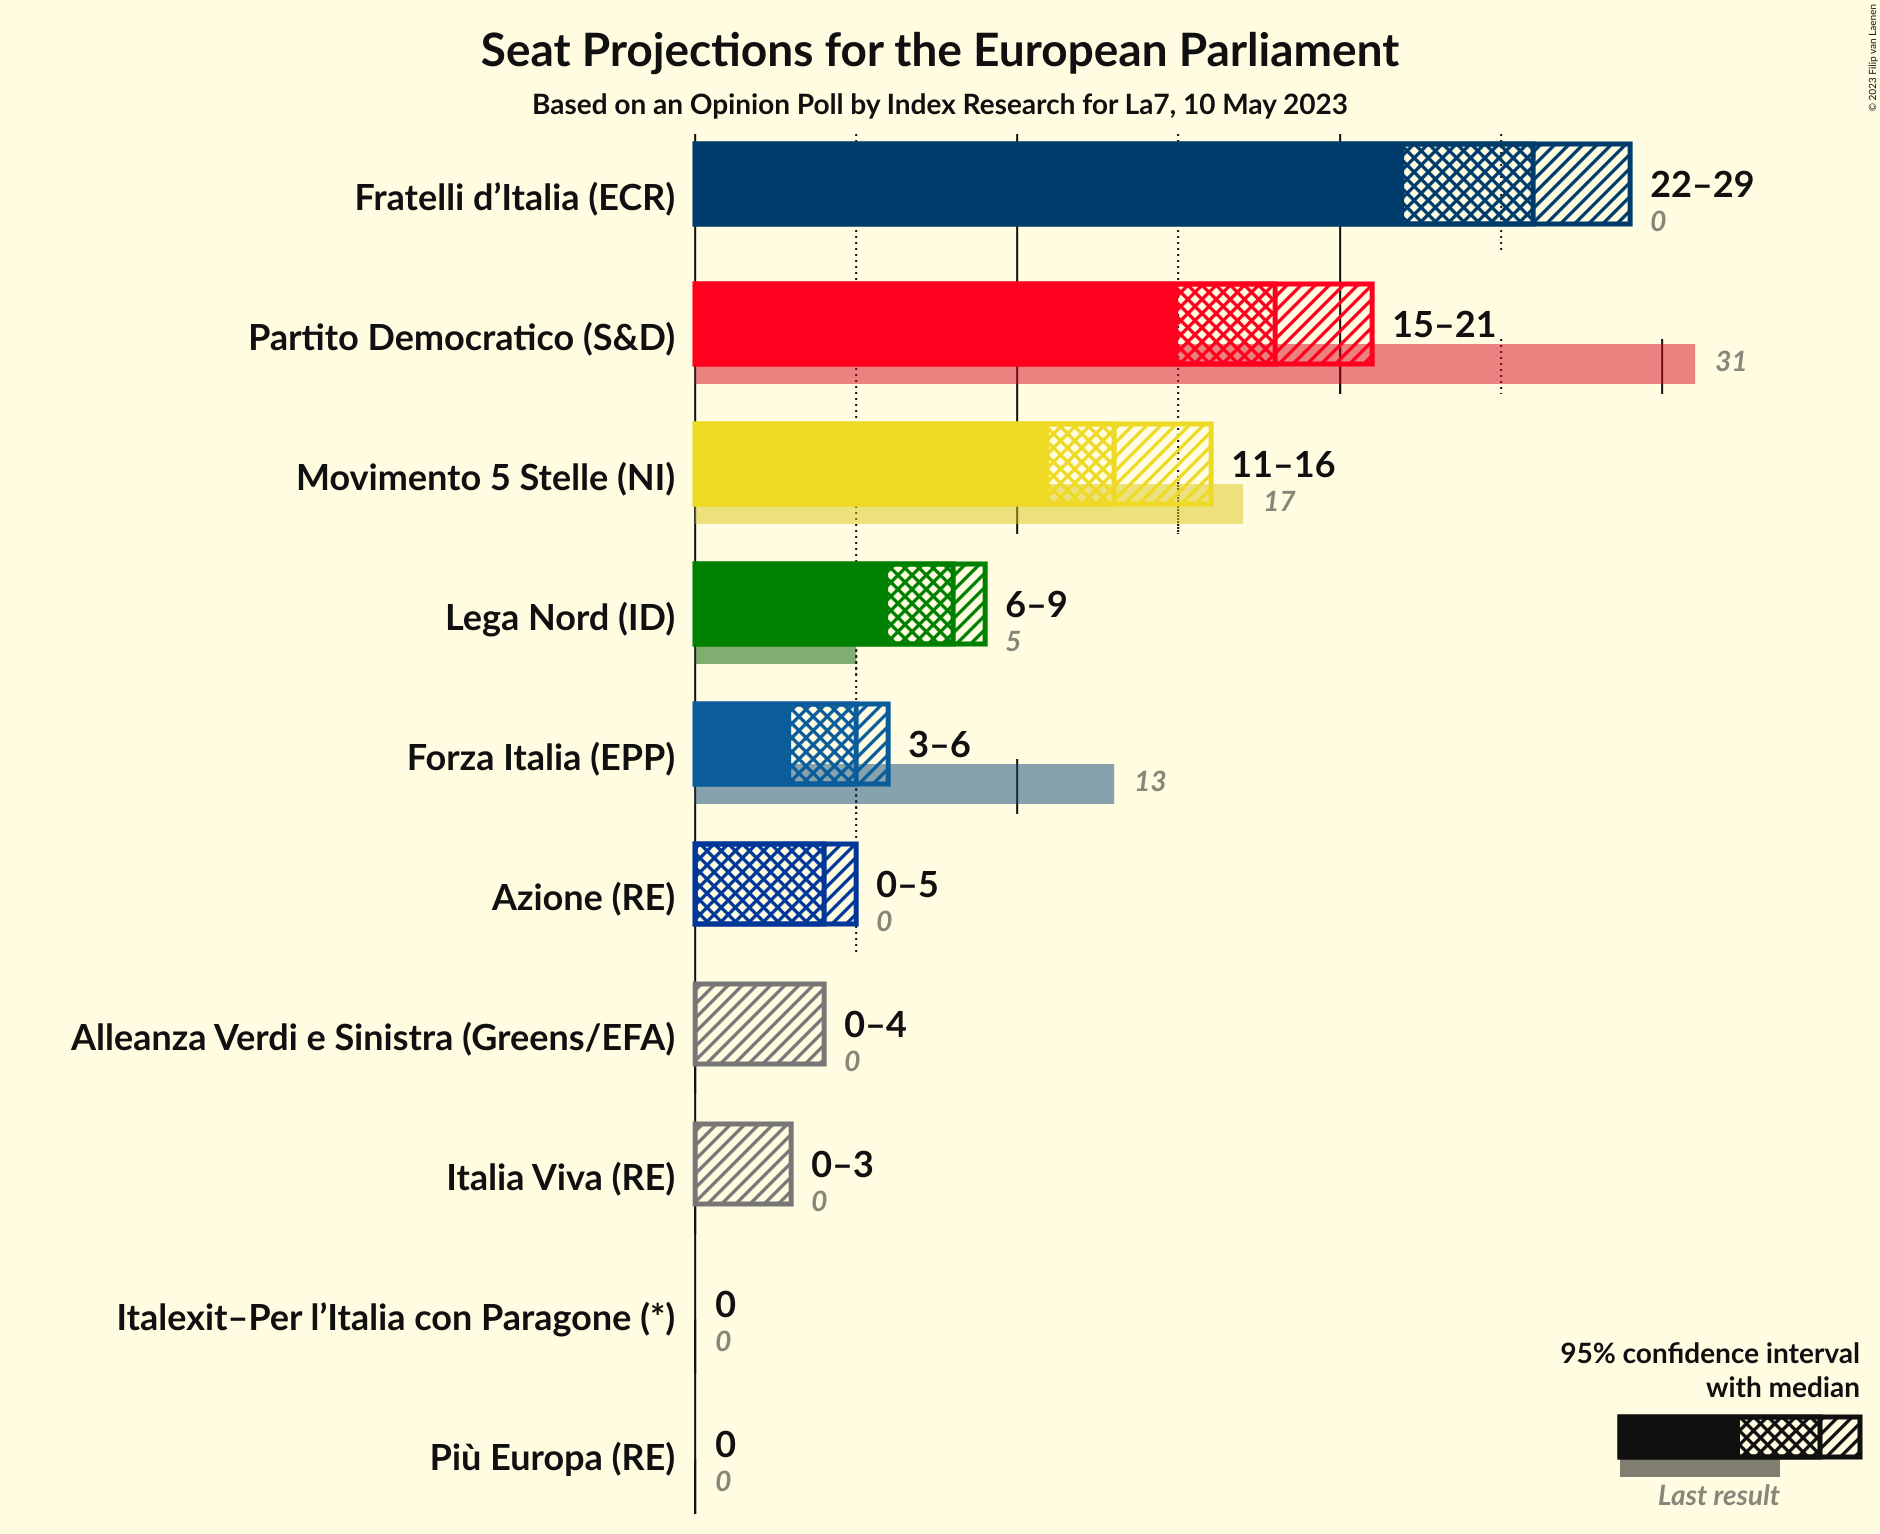 Seat Projections for the European Parliament
Based on an Opinion Poll by Index Research for La7, 10 May 2023
© 2023 Filip van Laenen
Fratelli d’Italia (ECR)
22–29
0
Partito Democratico (S&D)
15–21
31
Movimento 5 Stelle (NI)
11–16
17
Lega Nord (ID)
6–9
5
Forza Italia (EPP)
3–6
13
Azione (RE)
0–5
0
Alleanza Verdi e Sinistra (Greens/EFA)
0–4
0
Italia Viva (RE)
0–3
0
Italexit–Per l’Italia con Paragone (*)
0
0
Più Europa (RE)
0
0
95% confidence interval
with median
Last result